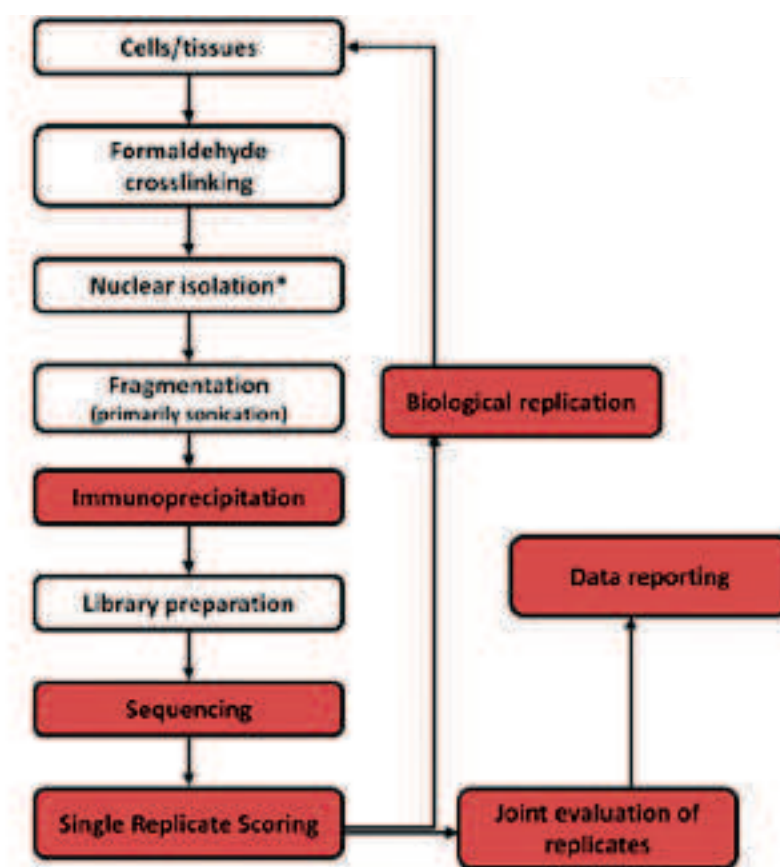 Cells/tissues
Formaldehyde
crosslinking
Nuclear isolation*
Fragmentation
(primarily sonication)
Biological replication
Immunoprecipitation
Data reporting
Library preparation
Sequencing
Single Replicate Scoring
Joint evaluation of
replicates